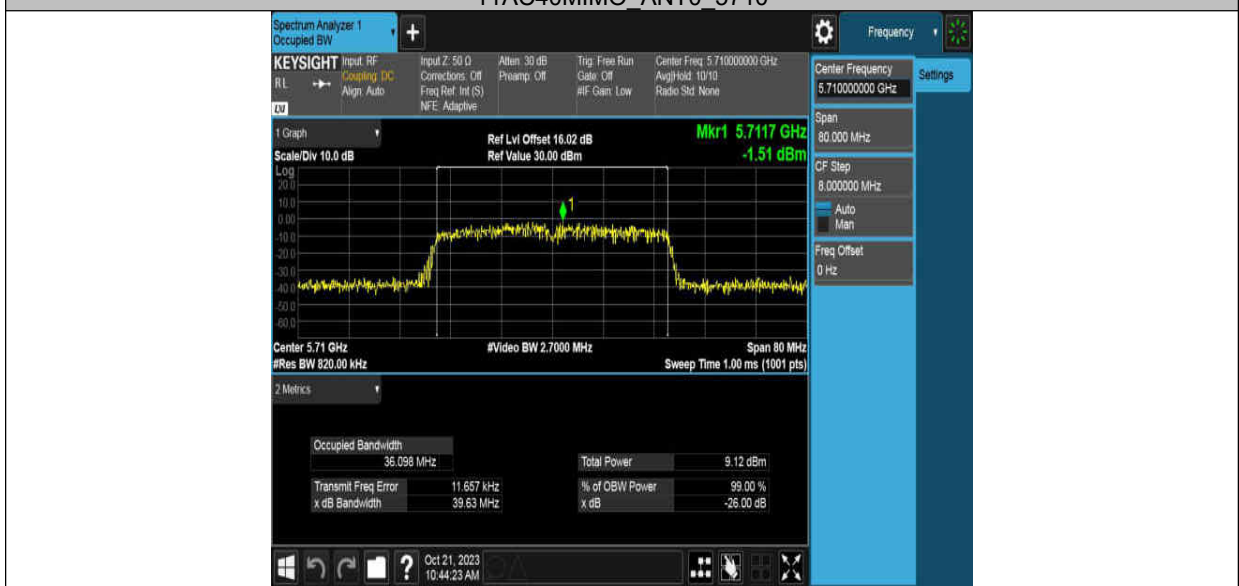 11AC40MIMO_ANT0_5710
Spectrum Analyzer 1
Occupied BW
+
Frequency
KEYSIGHT
RL
LXI
Input: RF
Coupling: DC
Align: Auto
Input Z: 50 Ω
Corrections: Off
Freq Ref: Int (S)
NFE: Adaptive
Atten: 30 dB
Preamp: Off
Trig: Free Run
Gate: Off
#IF Gain: Low
Center Freq: 5.710000000 GHz
Avg|Hold: 10/10
Radio Std: None
Center Frequency
5.710000000 GHz
Settings
Span
80.000 MHz
CF Step
8.000000 MHz
Auto
Man
Freq Offset
0 Hz
1 Graph
Scale/Div 10.0 dB
Ref Lvl Offset 16.02 dB
Ref Value 30.00 dBm
Mkr1 5.7117 GHz
-1.51 dBm
Log
20.0
10.0
0.00
-10.0
-20.0
-30.0
-40.0
-50.0
-60.0
1
Center 5.71 GHz
#Res BW 820.00 kHz
#Video BW 2.7000 MHz
Span 80 MHz
Sweep Time 1.00 ms (1001 pts)
2 Metrics
Occupied Bandwidth
36.098 MHz
Total Power 9.12 dBm
Transmit Freq Error 11.657 kHz
% of OBW Power 99.00 %
x dB Bandwidth 39.63 MHz
x dB -26.00 dB
?
Oct 21, 2023
10:44:23 AM